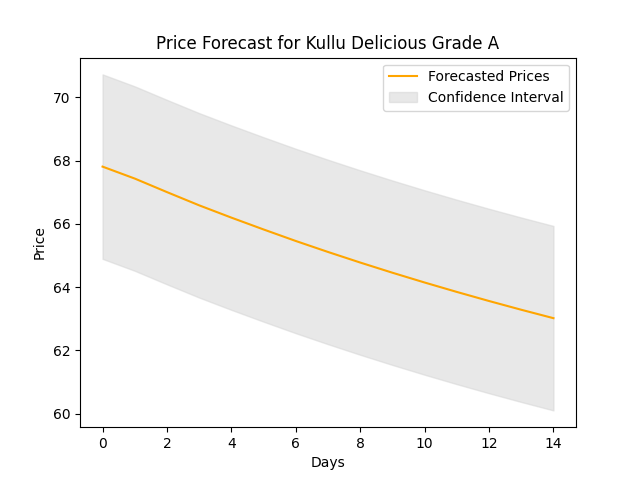 Price Forecast for Kullu Delicious Grade A
Forecasted Prices
Confidence Interval
70
68
66
64
62
60
Price
0 2 4 6 8 10 12 14
Days